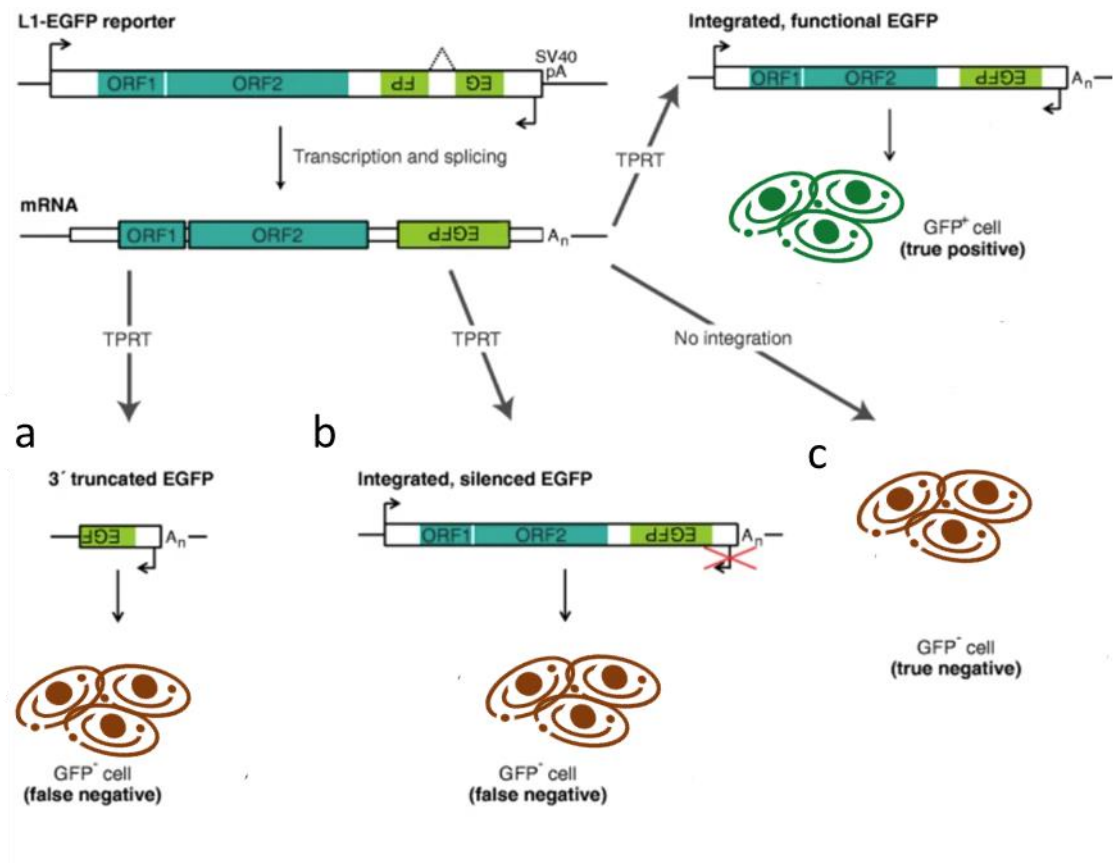 L1-EGFP reporter
SV40
pA
ORF1
ORF2
FP
EG
Transcription and splicing
mRNA
ORF1
ORF2
EGFP
An
TPRT
Integrated, functional EGFP
ORF1
ORF2
EGFP
An
GFP+ cell
(true positive)
TPRT
TPRT
No integration
a
3´ truncated EGFP
EGF
An
GFP- cell
(false negative)
b
Integrated, silenced EGFP
ORF1
ORF2
EGFP
An
GFP- cell
(false negative)
c
GFP- cell
(true negative)